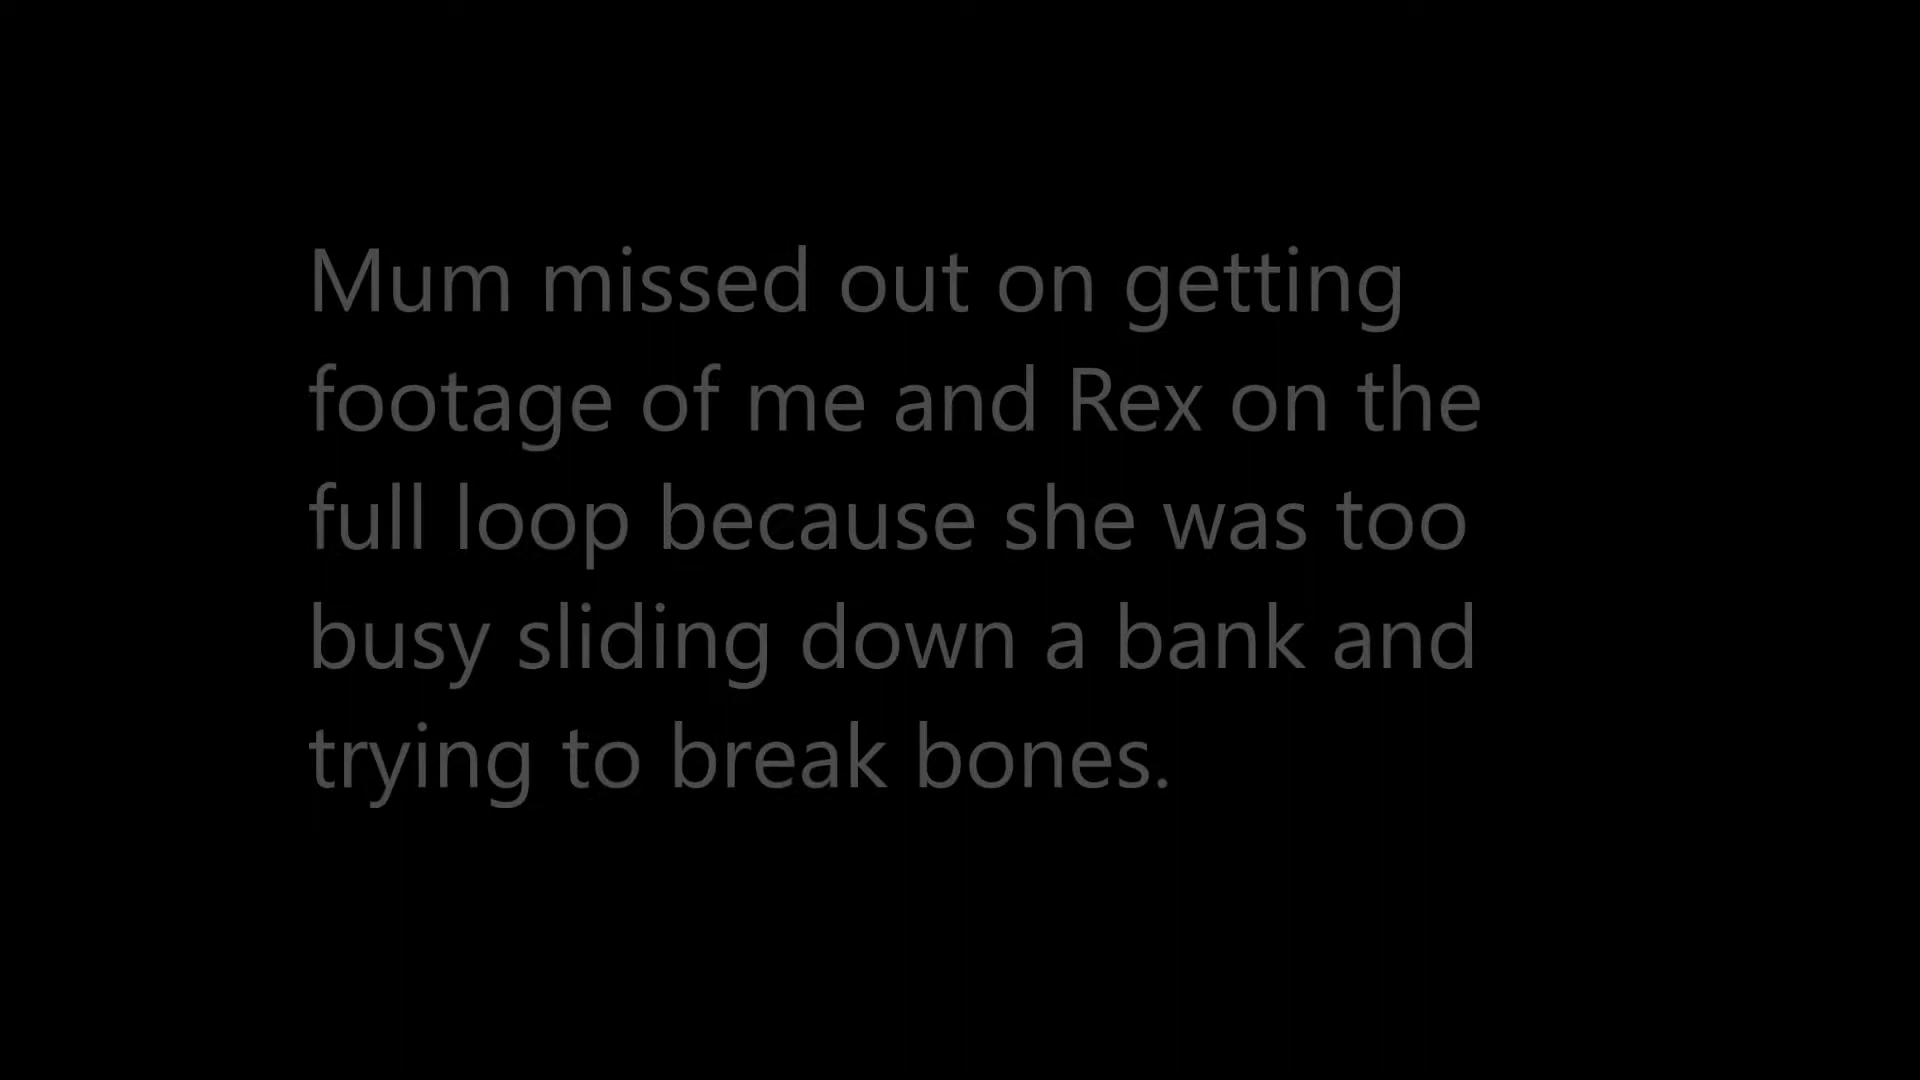 Mum missed out on getting
footage of me and Rex on the
full loop because she was too
busy sliding down a bank and
trying to break bones.